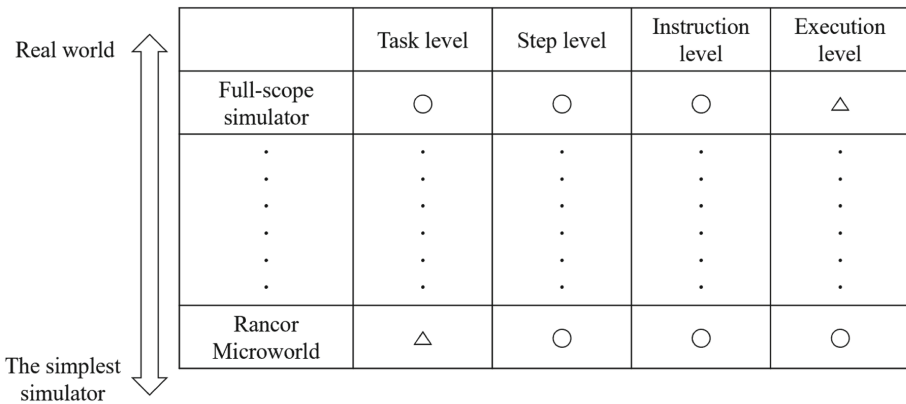 Real world
Task level
Step level
Instruction
level
Execution
level
Full-scope
simulator
Rancor
Microworld
The simplest
simulator